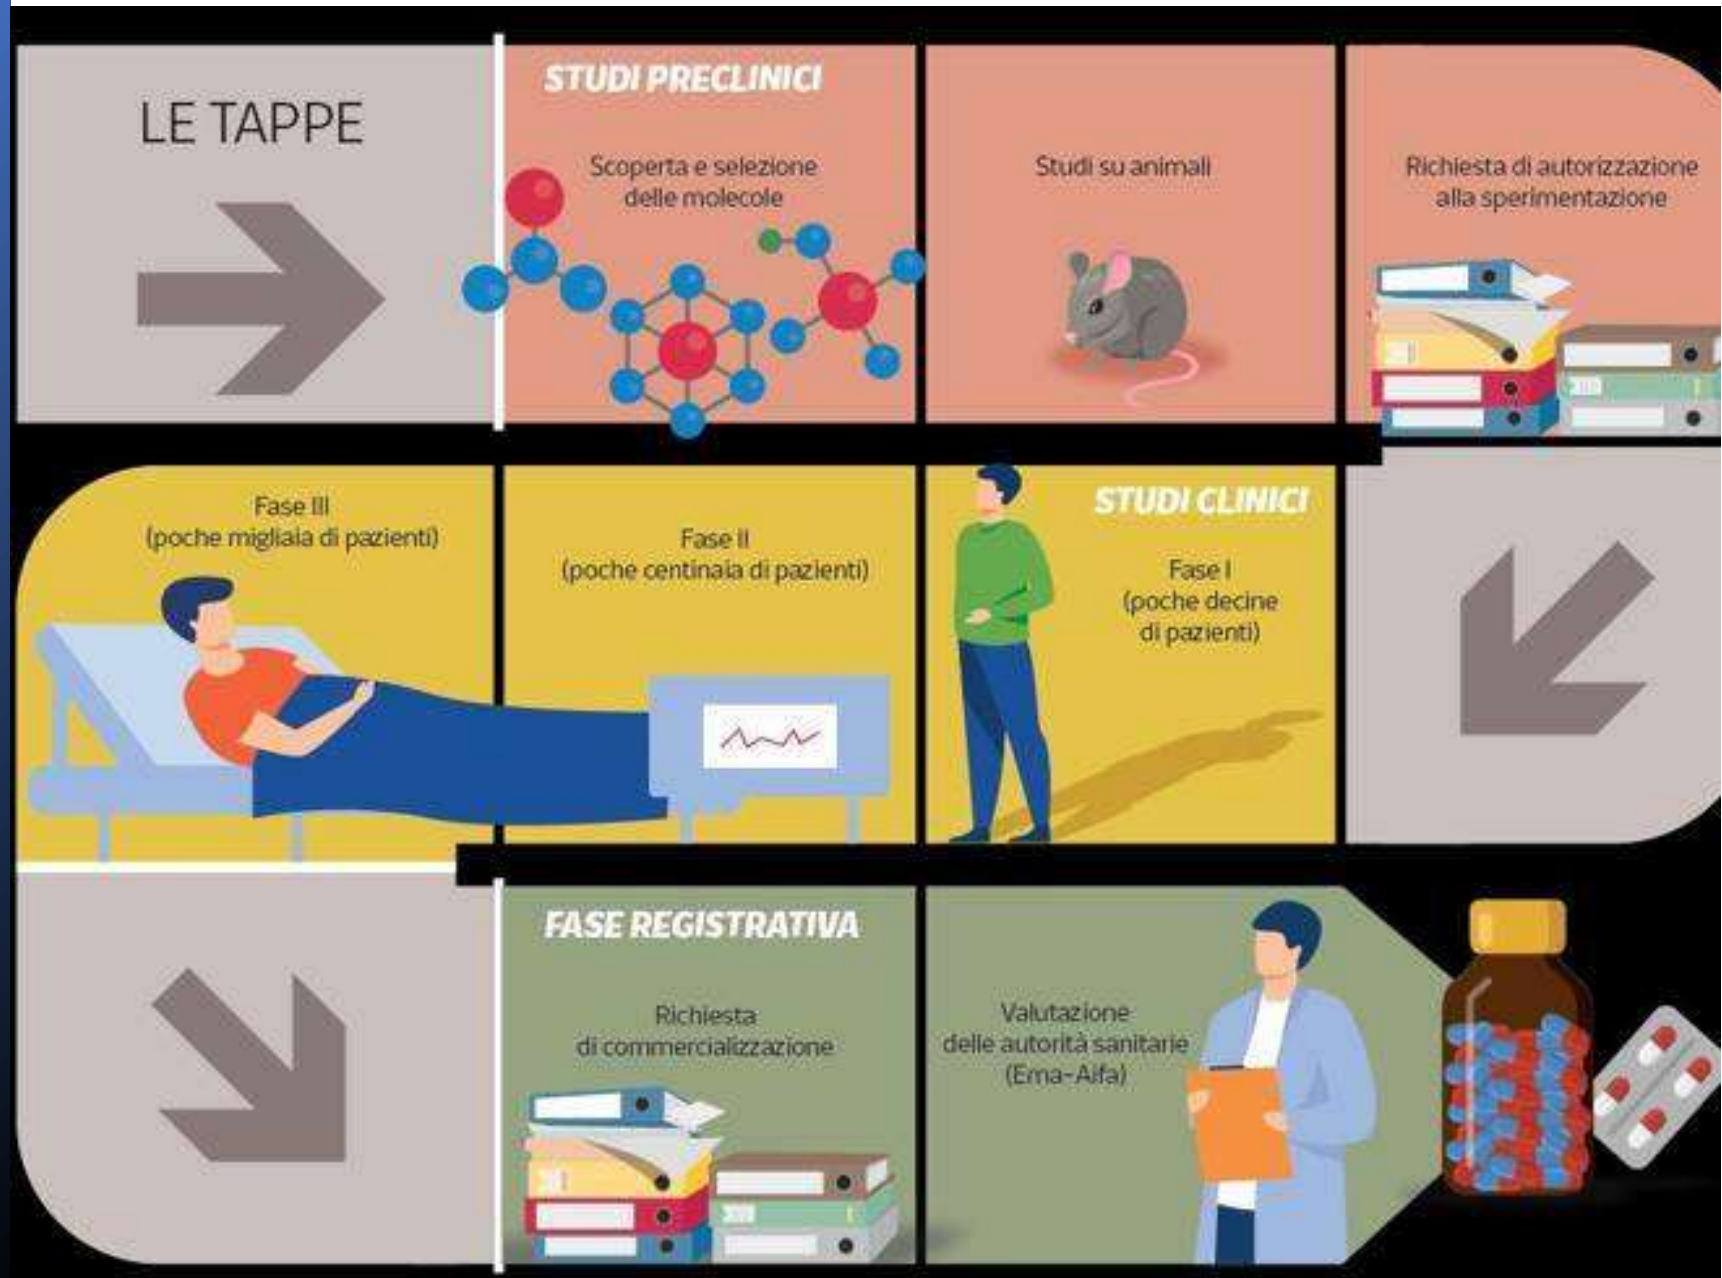 LE TAPPE
STUDI PRECLINICI
Scoperta e selezione
delle molecole
Studi su animali
Richiesta di autorizzazione
alla sperimentazione
STUDI CLINICI
Fase I
(poche decine
di pazienti)
Fase II
(poche centinaia di pazienti)
Fase III
(poche migliaia di pazienti)
FASE REGISTRATIVA
Richiesta
di commercializzazione
Valutazione
delle autorità sanitarie
(Ema-Aifa)